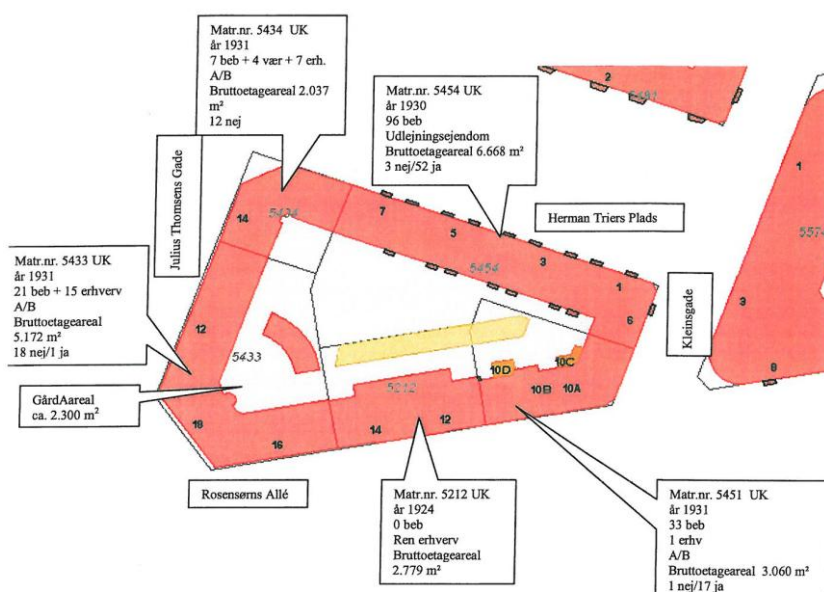 Matr.nr. 5434 UK
år 1931
7 beb + 4 vær + 7 erh.
A/B
Bruttoetageareal 2.037
m²
12 nej
Matr.nr. 5454 UK
år 1930
96 beb
Udlejningsejendom
Bruttoetageareal 6.668 m²
3 nej/52 ja
2
5481
1
5574
3
8
Julius Thomsens Gade
Herman Triers Plads
Kleinsgade
14
5434
7
5
3
5454
1
6
Matr.nr. 5433 UK
år 1931
21 beb + 15 erhverv
A/B
Bruttoetageareal
5.172 m²
18 nej/1 ja
12
5433
10D
10C
10B
10A
GårdAareal
ca. 2.300 m²
5212
18
16
14
12
Rosensørns Allé
Matr.nr. 5212 UK
år 1924
0 beb
Ren erhverv
Bruttoetageareal
2.779 m²
Matr.nr. 5451 UK
år 1931
33 beb
1 erhv
A/B
Bruttoetageareal 3.060 m²
1 nej/17 ja